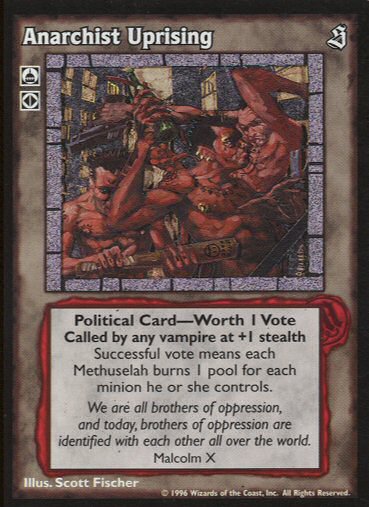 Anarchist Uprising
Political Card—Worth 1 Vote
Called by any vampire at +1 stealth
Successful vote means each
Methuselah burns 1 pool for each
minion he or she controls.
We are all brothers of oppression,
and today, brothers of oppression are
identified with each other all over the world.
Malcolm X
Illus. Scott Fischer
© 1996 Wizards of the Coast, Inc. All Rights Reserved.